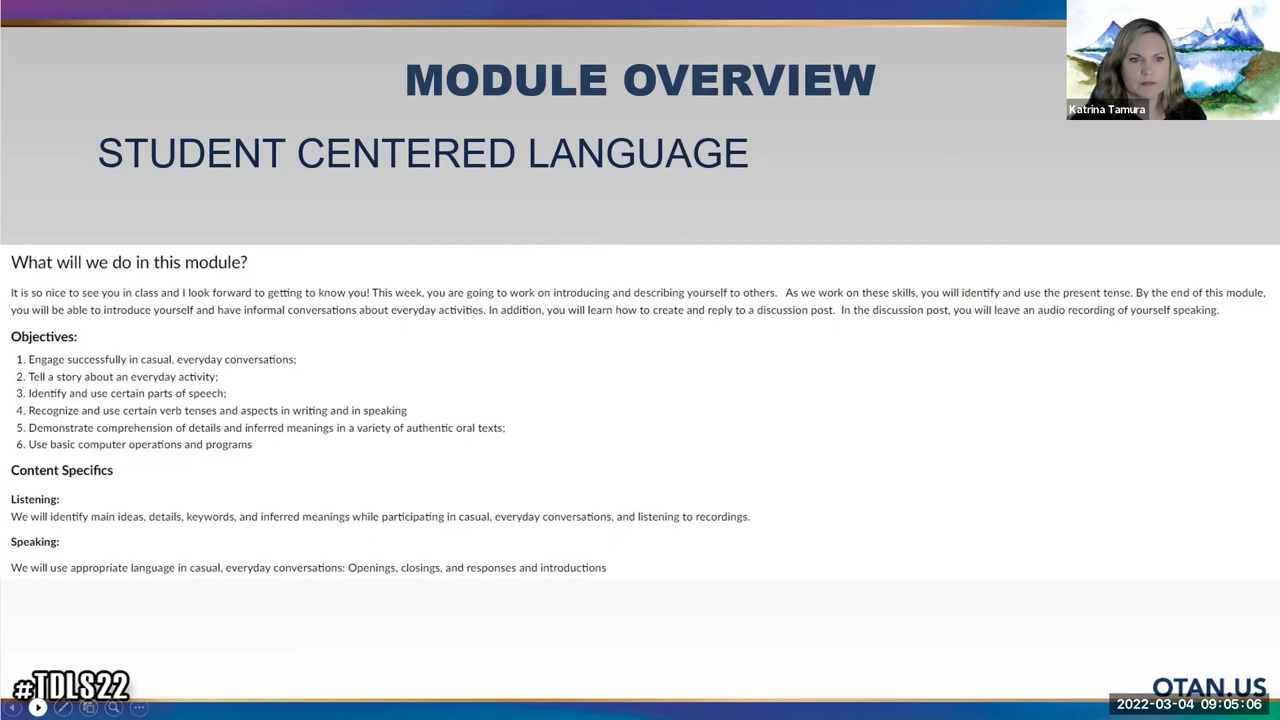 MODULE OVERVIEW
Katrina Tamura
STUDENT CENTERED LANGUAGE
What will we do in this module?
It is so nice to see you in class and I look forward to getting to know you! This week, you are going to work on introducing and describing yourself to others.   As we work on these skills, you will identify and use the present tense. By the end of this module,
you will be able to introduce yourself and have informal conversations about everyday activities. In addition, you will learn how to create and reply to a discussion post.  In the discussion post, you will leave an audio recording of yourself speaking.
Objectives:
1. Engage successfully in casual, everyday conversations;
2. Tell a story about an everyday activity;
3. Identify and use certain parts of speech;
4. Recognize and use certain verb tenses and aspects in writing and in speaking
5. Demonstrate comprehension of details and inferred meanings in a variety of authentic oral texts;
6. Use basic computer operations and programs
Content Specifics
Listening:
We will identify main ideas, details, keywords, and inferred meanings while participating in casual, everyday conversations, and listening to recordings.
Speaking:
We will use appropriate language in casual, everyday conversations: Openings, closings, and responses and introductions
#TDLS22
OTAN.US
2022-03-04 09:05:06